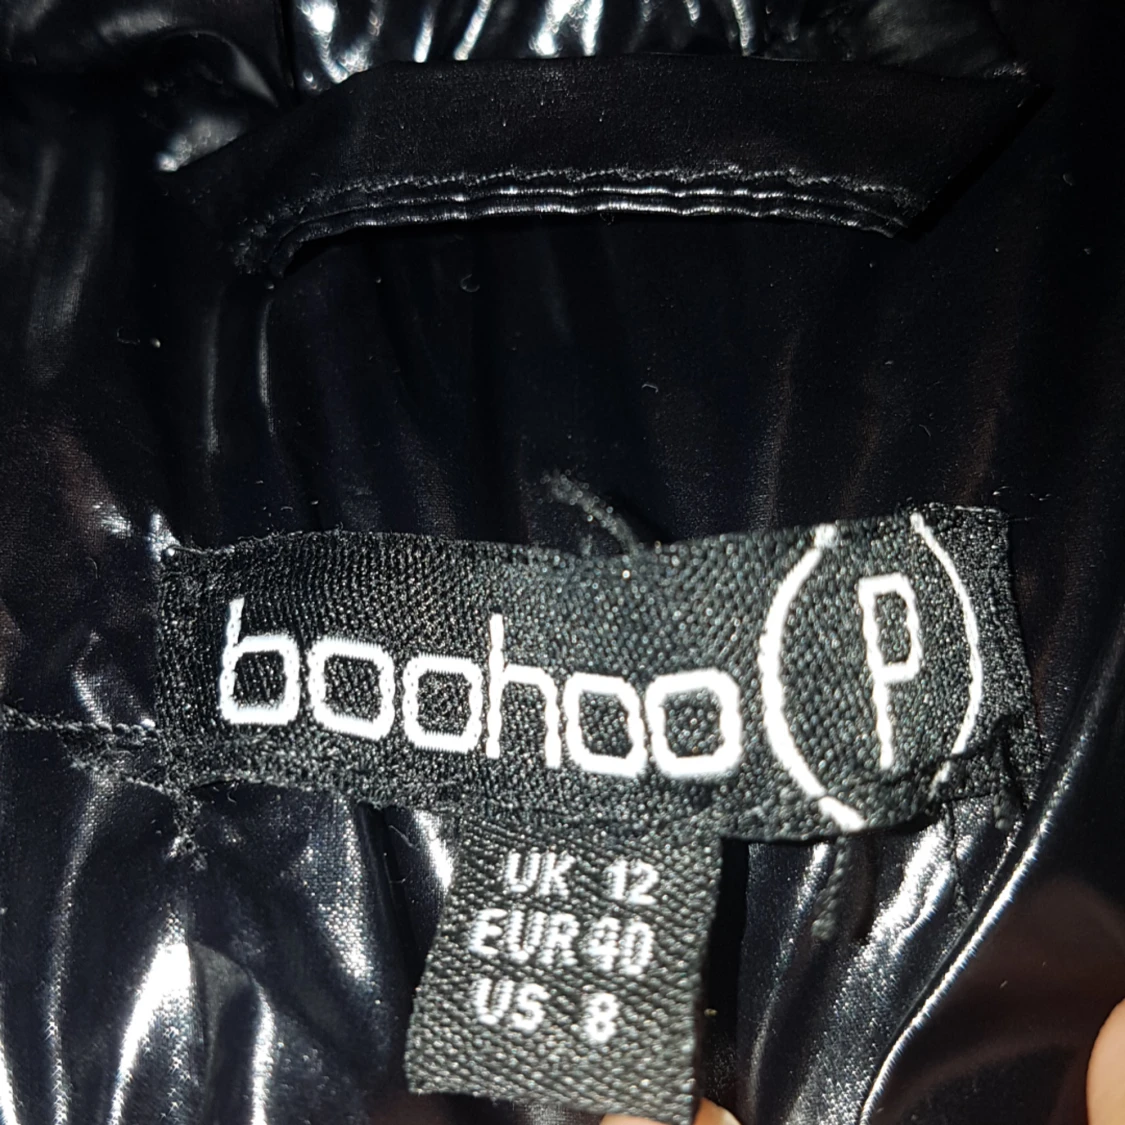 boohoo (P)
UK 12
EUR 40
US 8